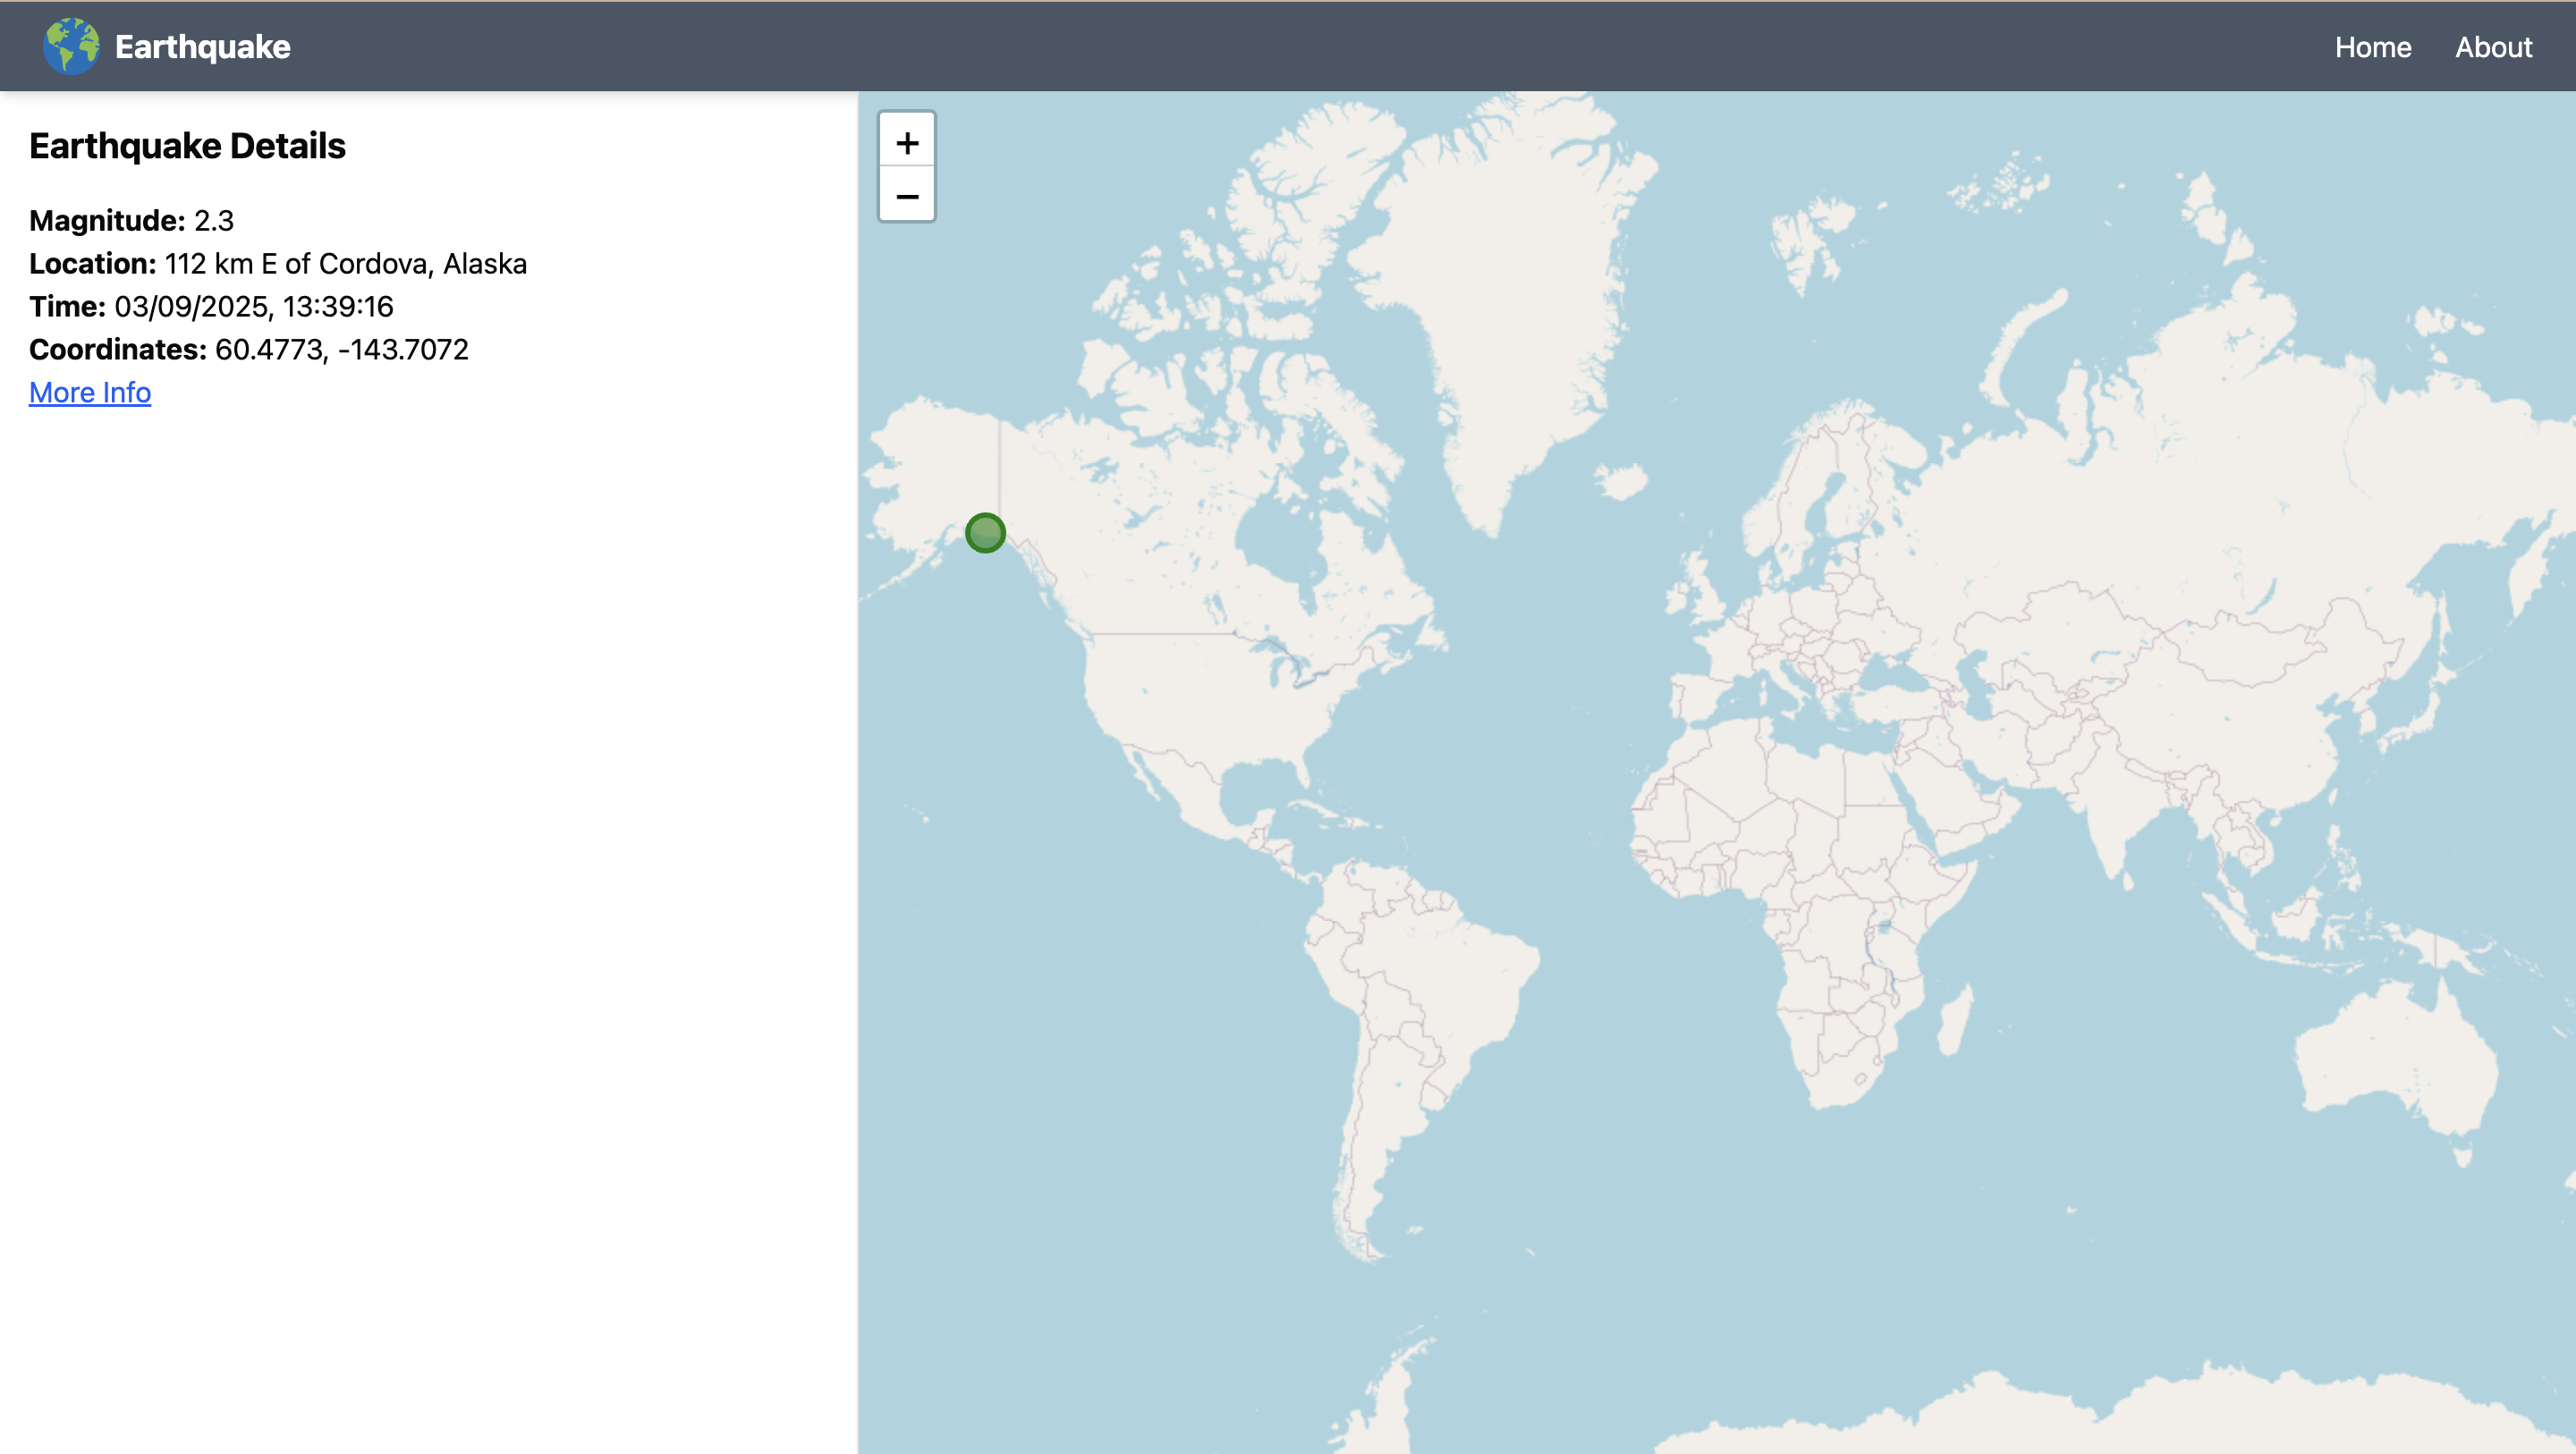 Earthquake
Home
About
Earthquake Details
Magnitude: 2.3
Location: 112 km E of Cordova, Alaska
Time: 03/09/2025, 13:39:16
Coordinates: 60.4773, -143.7072
More Info
+
−